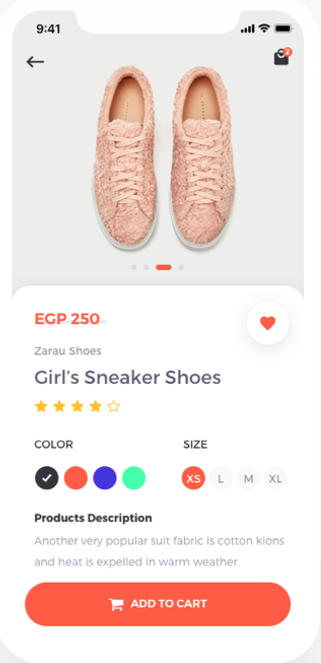 9:41
2
EGP 250
Zarau Shoes
Girl's Sneaker Shoes
COLOR
SIZE
XS L M XL
Products Description
Another very popular suit fabric is cotton kions
and heat is expelled in warm weather.
ADD TO CART